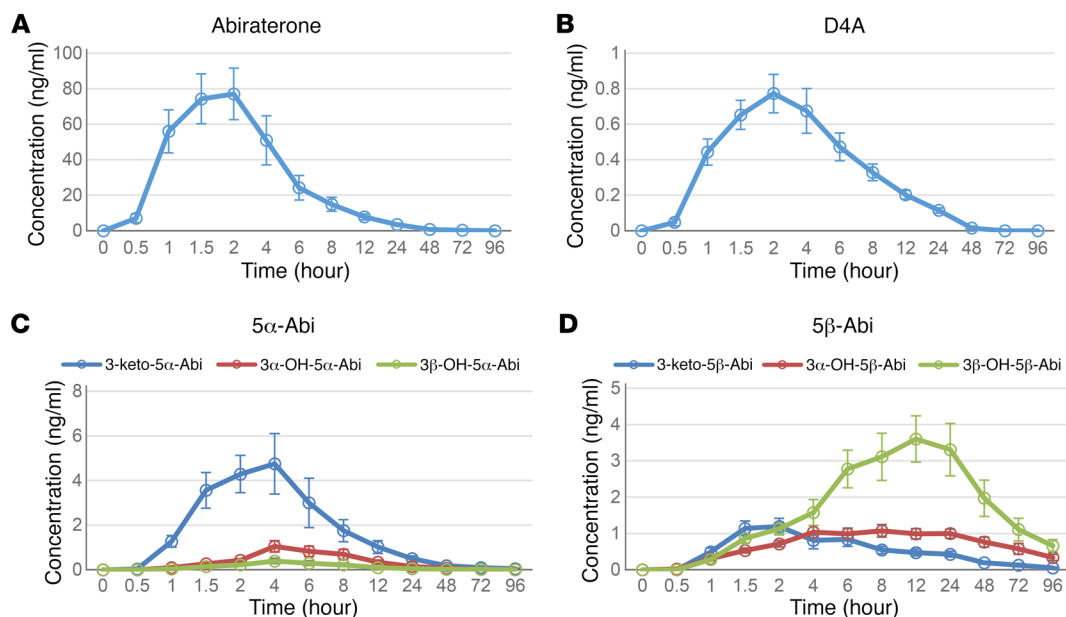 A
Abiraterone
Concentration (ng/ml)
100
80
60
40
20
0
0 0.5 1 1.5 2 4 6 8 12 24 48 72 96
Time (hour)
B
D4A
Concentration (ng/ml)
1
0.8
0.6
0.4
0.2
0
0 0.5 1 1.5 2 4 6 8 12 24 48 72 96
Time (hour)
C
5α-Abi
3-keto-5α-Abi 3α-OH-5α-Abi 3β-OH-5α-Abi
Concentration (ng/ml)
8
6
4
2
0
0 0.5 1 1.5 2 4 6 8 12 24 48 72 96
Time (hour)
D
5β-Abi
3-keto-5β-Abi 3α-OH-5β-Abi 3β-OH-5β-Abi
Concentration (ng/ml)
5
4
3
2
1
0
0 0.5 1 1.5 2 4 6 8 12 24 48 72 96
Time (hour)